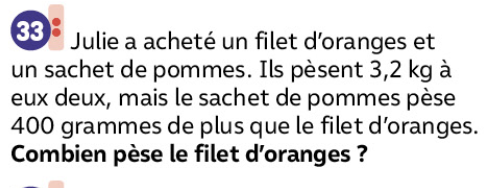 33 Julie a acheté un filet d’oranges et
un sachet de pommes. Ils pèsent 3,2 kg à
eux deux, mais le sachet de pommes pèse
400 grammes de plus que le filet d’oranges.
Combien pèse le filet d’oranges ?